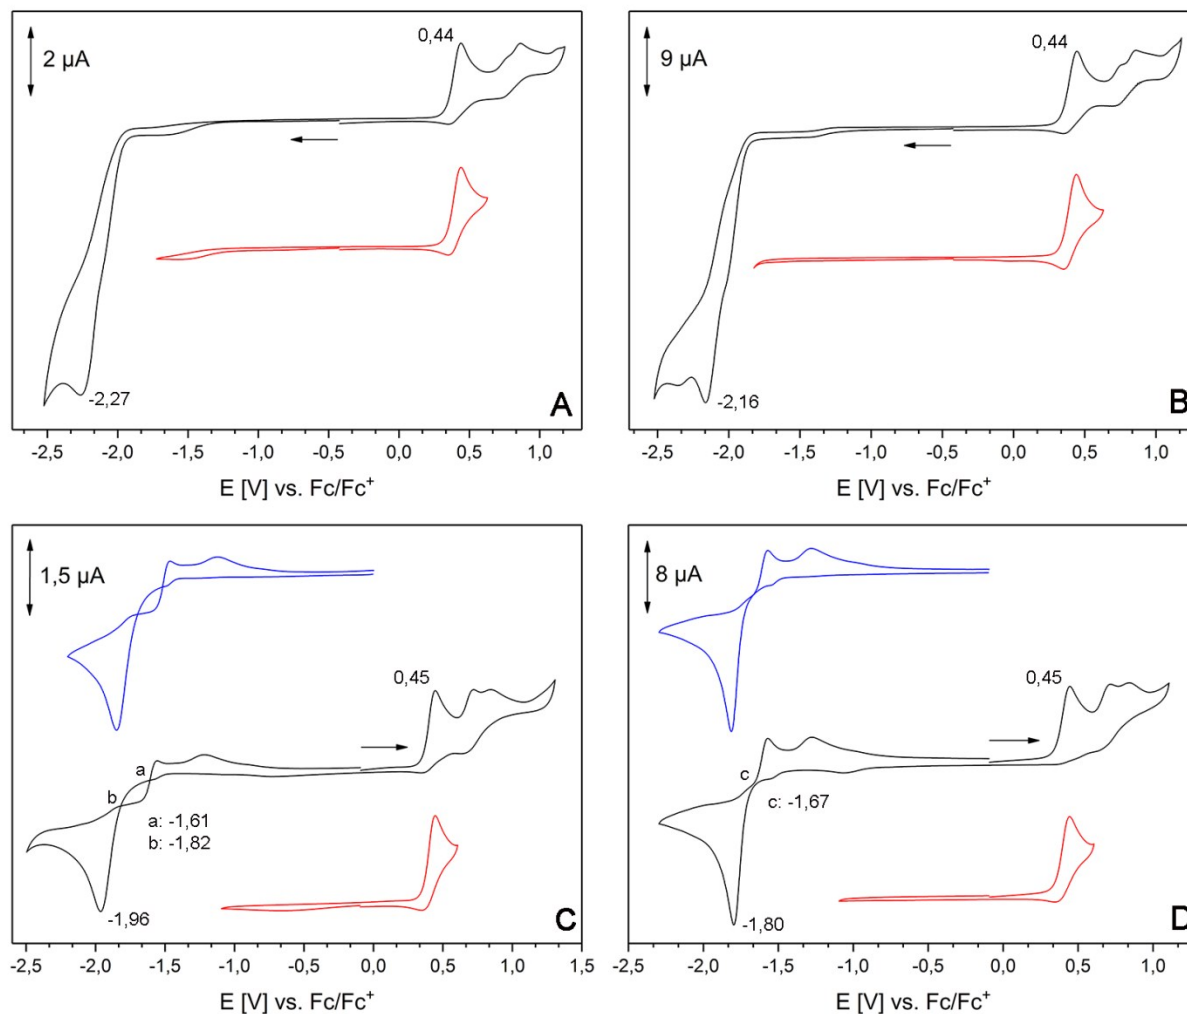 2 µA
0,44
-2,27
A
-2,5 -2,0 -1,5 -1,0 -0,5 0,0 0,5 1,0
E [V] vs. Fc/Fc⁺
9 µA
0,44
-2,16
B
-2,5 -2,0 -1,5 -1,0 -0,5 0,0 0,5 1,0
E [V] vs. Fc/Fc⁺
1,5 µA
0,45
a
b
a: -1,61
b: -1,82
-1,96
C
-2,5 -2,0 -1,5 -1,0 -0,5 0,0 0,5 1,0 1,5
E [V] vs. Fc/Fc⁺
8 µA
0,45
c
c: -1,67
-1,80
D
-2,5 -2,0 -1,5 -1,0 -0,5 0,0 0,5 1,0
E [V] vs. Fc/Fc⁺